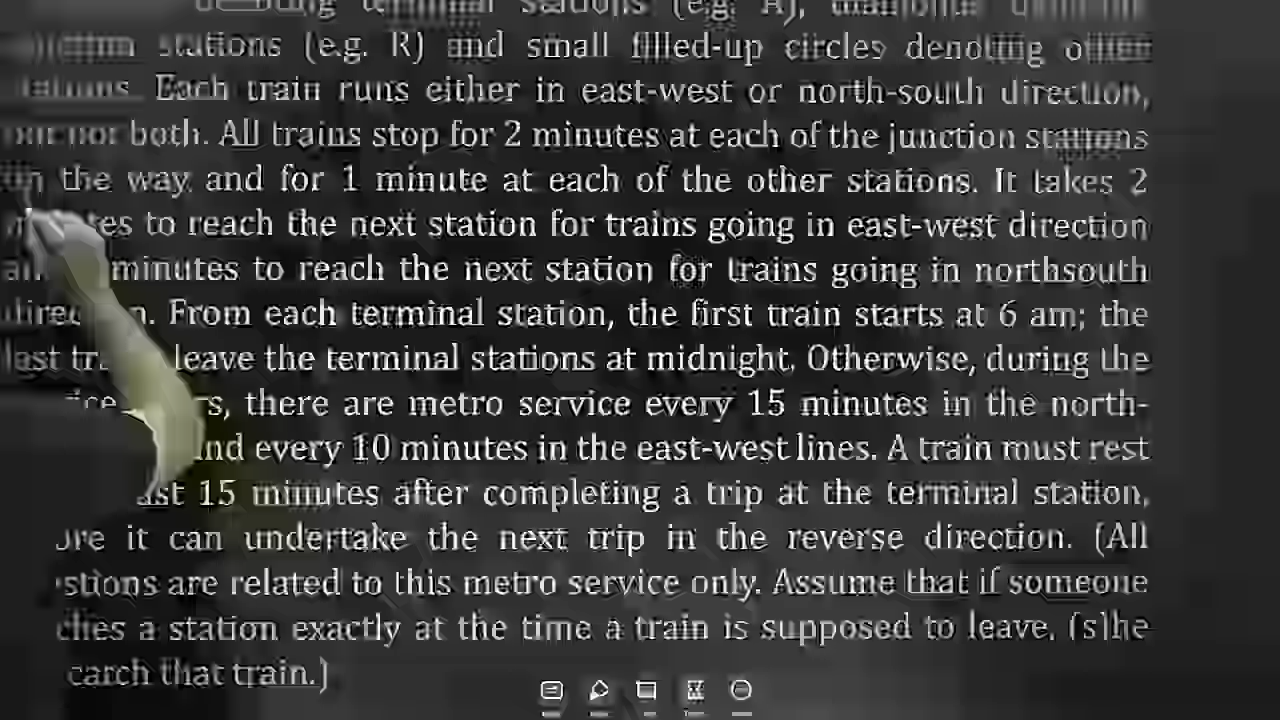 terminal stations (e.g. A),
stations (e.g. R) and small filled-up circles denoting other
stations. Each train runs either in east-west or north-south direction,
but not both. All trains stop for 2 minutes at each of the junction stations
on the way and for 1 minute at each of the other stations. It takes 2
to reach the next station for trains going in east-west direction
minutes to reach the next station for trains going in northsouth
From each terminal station, the first train starts at 6 am; the
last leave the terminal stations at midnight. Otherwise, during the
there are metro service every 15 minutes in the north-
and every 10 minutes in the east-west lines. A train must rest
15 minutes after completing a trip at the terminal station,
it can undertake the next trip in the reverse direction. (All
are related to this metro service only. Assume that if someone
a station exactly at the time a train is supposed to leave, (s)he
catch that train.)